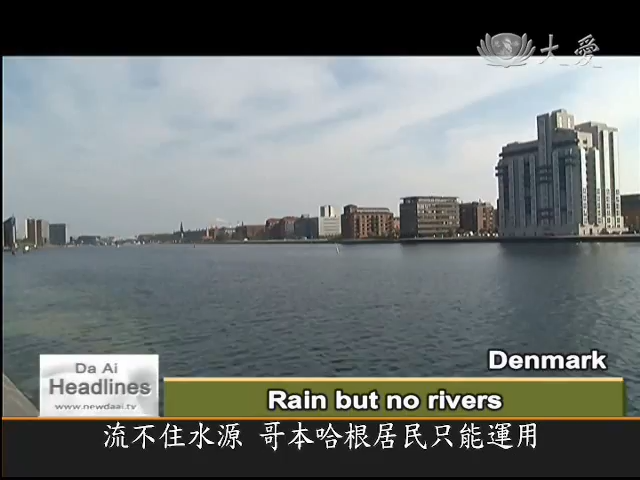 大愛
Denmark
Da Ai
Headlines
www.newdaai.tv
Rain but no rivers
流不住水源 哥本哈根居民只能運用